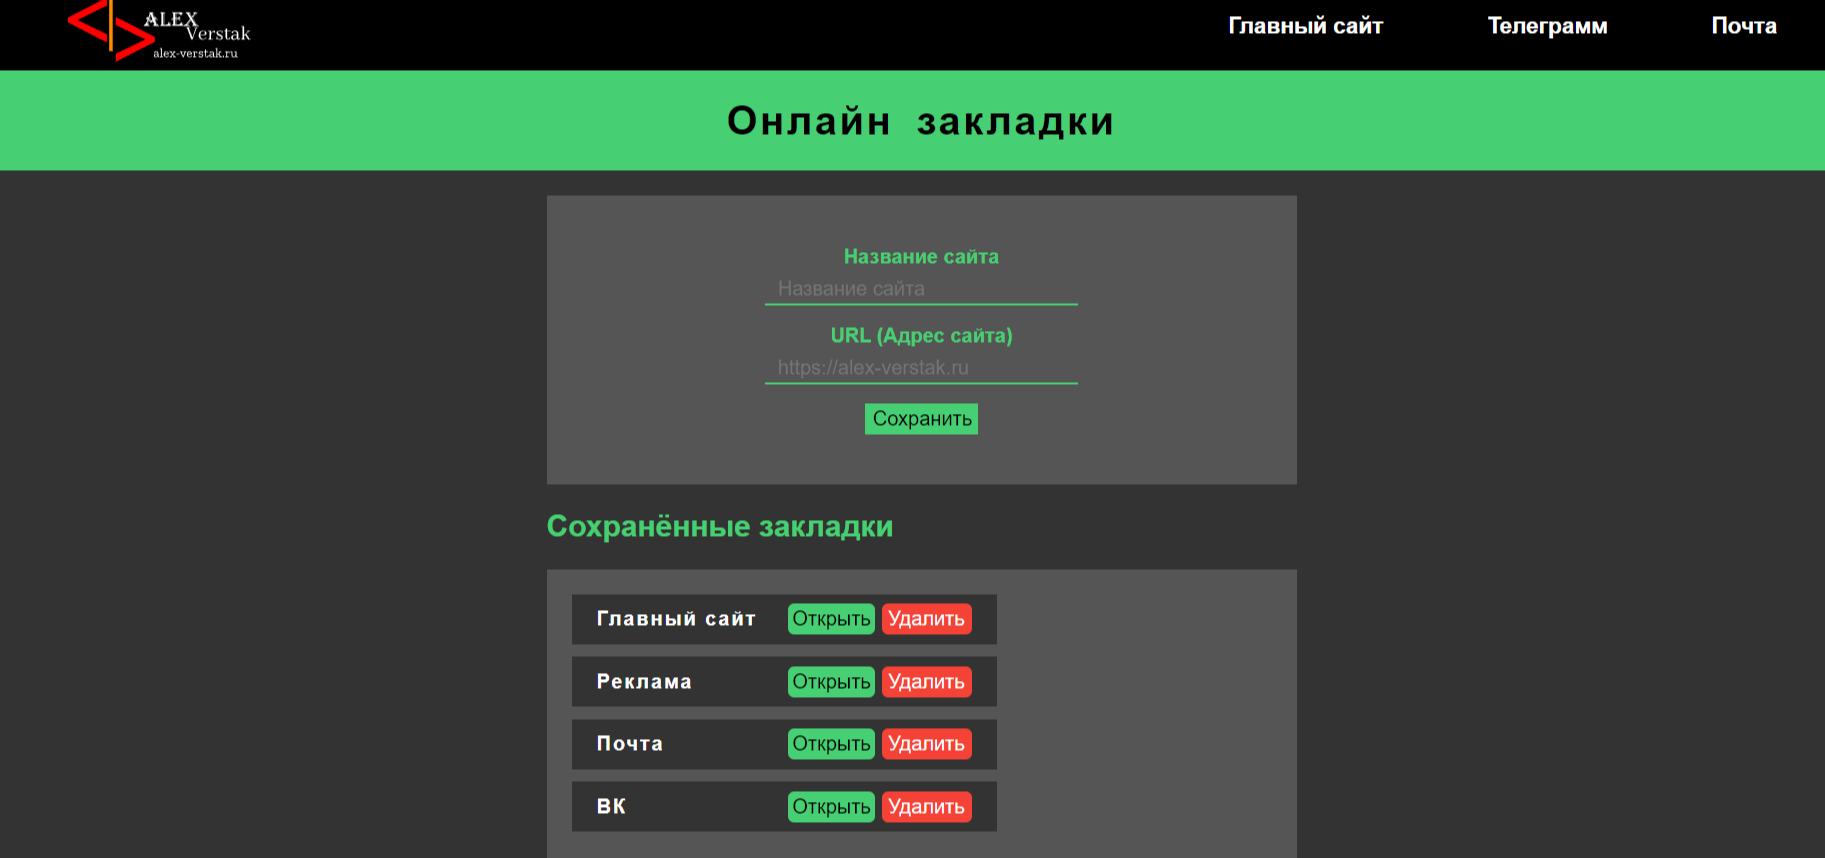 ALEX
Verstak
alex-verstak.ru
Главный сайт Телеграмм Почта
Онлайн закладки
Название сайта
Название сайта
URL (Адрес сайта)
https://alex-verstak.ru
Сохранить
Сохранённые закладки
Главный сайт Открыть Удалить
Реклама Открыть Удалить
Почта Открыть Удалить
ВК Открыть Удалить